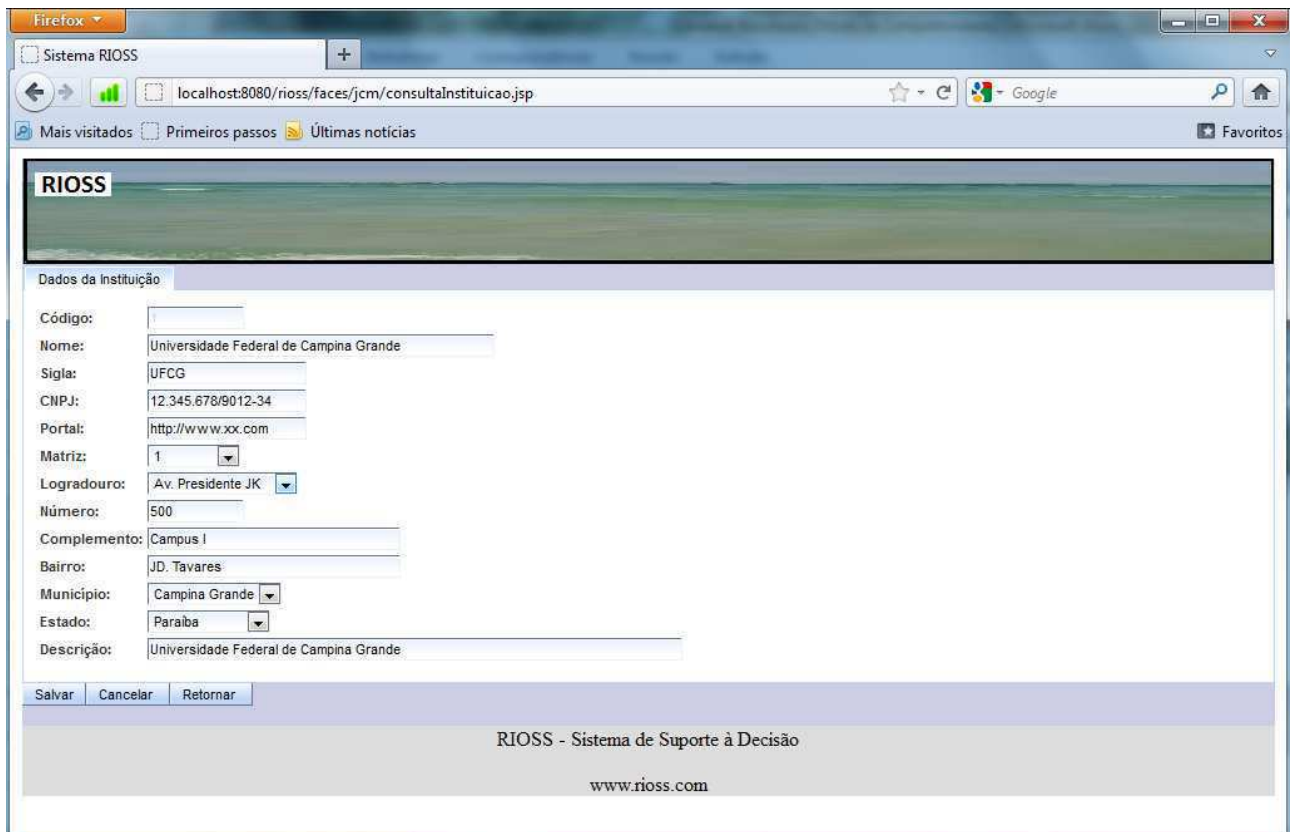 Firefox
Sistema RIOSS
+
localhost:8080/rioss/faces/jcm/consultaInstituicao.jsp
Google
Mais visitados Primeiros passos Últimas notícias Favoritos
RIOSS
Dados da Instituição
Código: 1
Nome: Universidade Federal de Campina Grande
Sigla: UFCG
CNPJ: 12.345.678/9012-34
Portal: http://www.xx.com
Matriz: 1
Logradouro: Av. Presidente JK
Número: 500
Complemento: Campus I
Bairro: JD. Tavares
Município: Campina Grande
Estado: Paraíba
Descrição: Universidade Federal de Campina Grande
Salvar Cancelar Retornar
RIOSS - Sistema de Suporte à Decisão
www.rioss.com